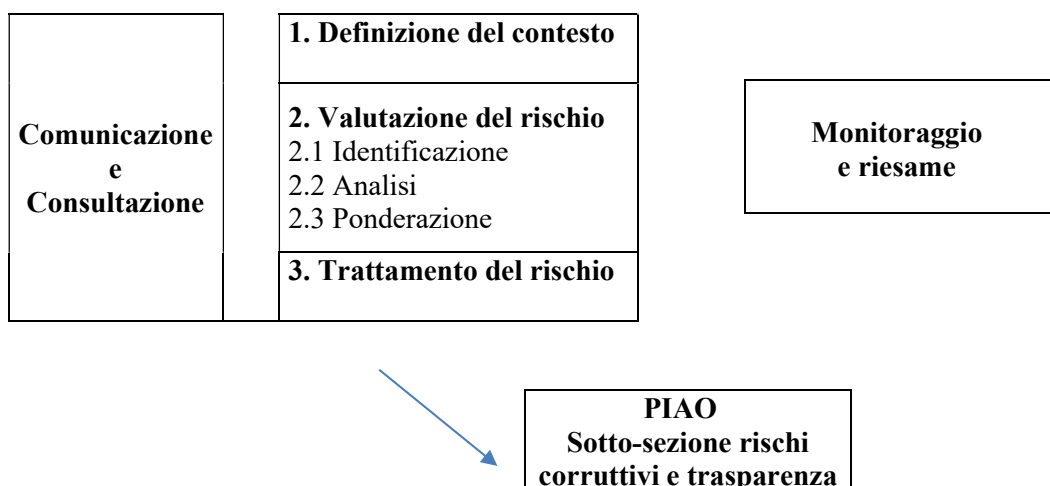 Comunicazione
e
Consultazione
1. Definizione del contesto
2. Valutazione del rischio
2.1 Identificazione
2.2 Analisi
2.3 Ponderazione
3. Trattamento del rischio
Monitoraggio
e riesame
PIAO
Sotto-sezione rischi
corruttivi e trasparenza